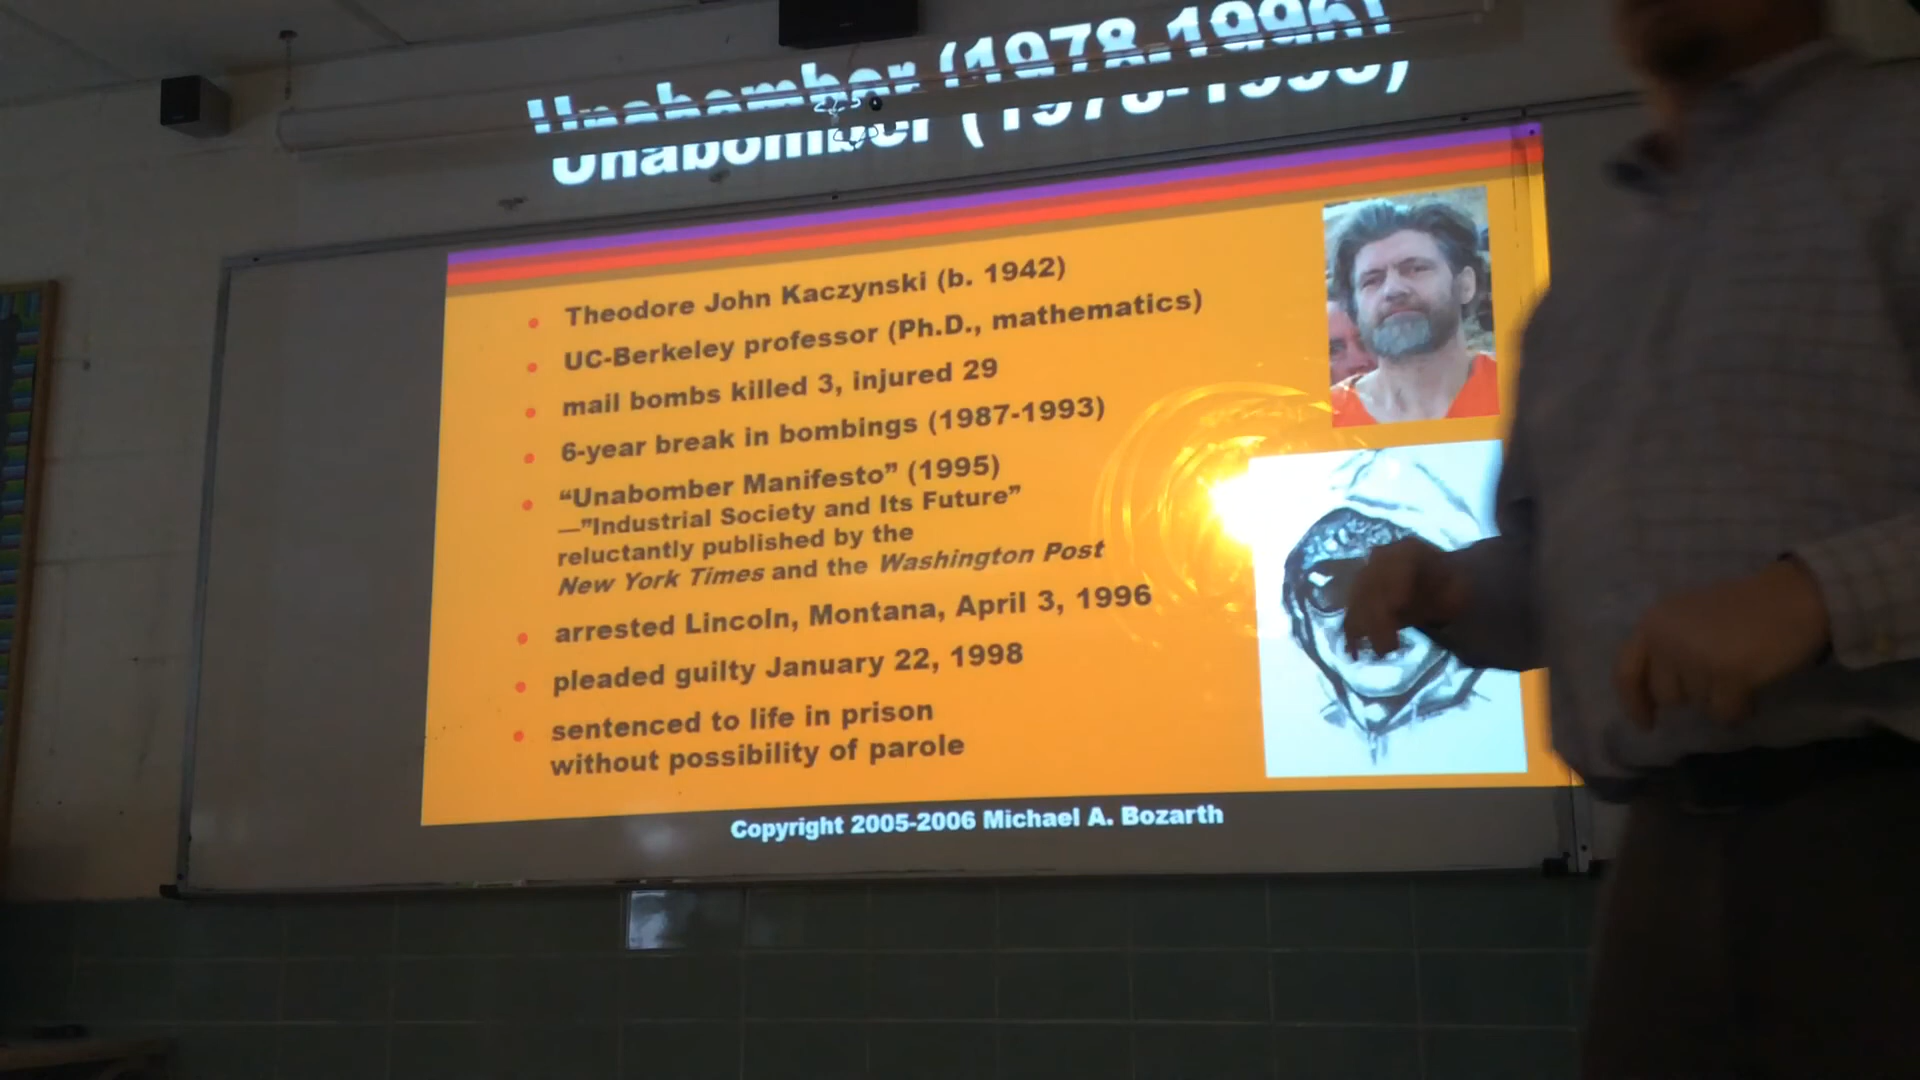 Unabomber (1978-1996)
Unabomber (1978-1996)
• Theodore John Kaczynski (b. 1942)
• UC-Berkeley professor (Ph.D., mathematics)
• mail bombs killed 3, injured 29
• 6-year break in bombings (1987-1993)
• “Unabomber Manifesto” (1995)
—”Industrial Society and Its Future”
reluctantly published by the
New York Times and the Washington Post
• arrested Lincoln, Montana, April 3, 1996
• pleaded guilty January 22, 1998
• sentenced to life in prison
without possibility of parole
Copyright 2005-2006 Michael A. Bozarth